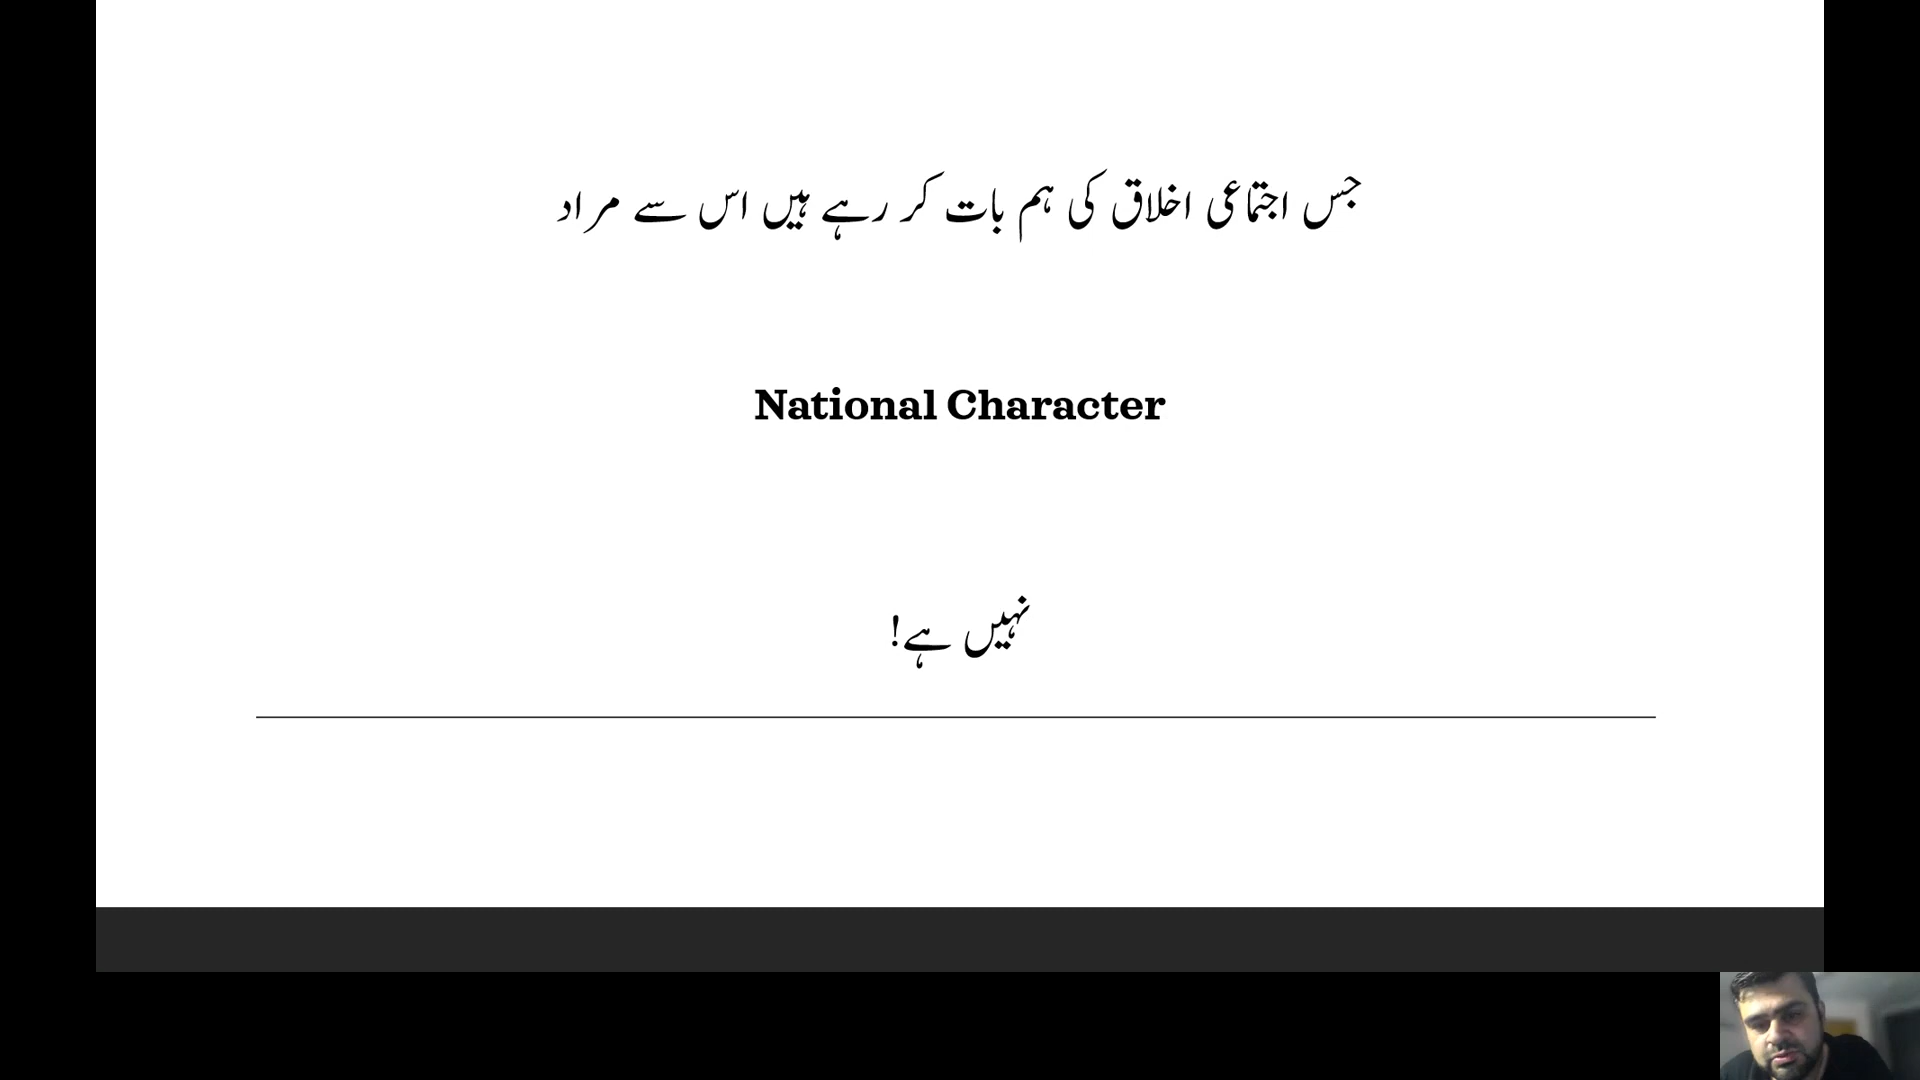 جس اجتماعی اخلاق کی ہم بات کر رہے ہیں اس سے مراد
National Character
نہیں ہے!